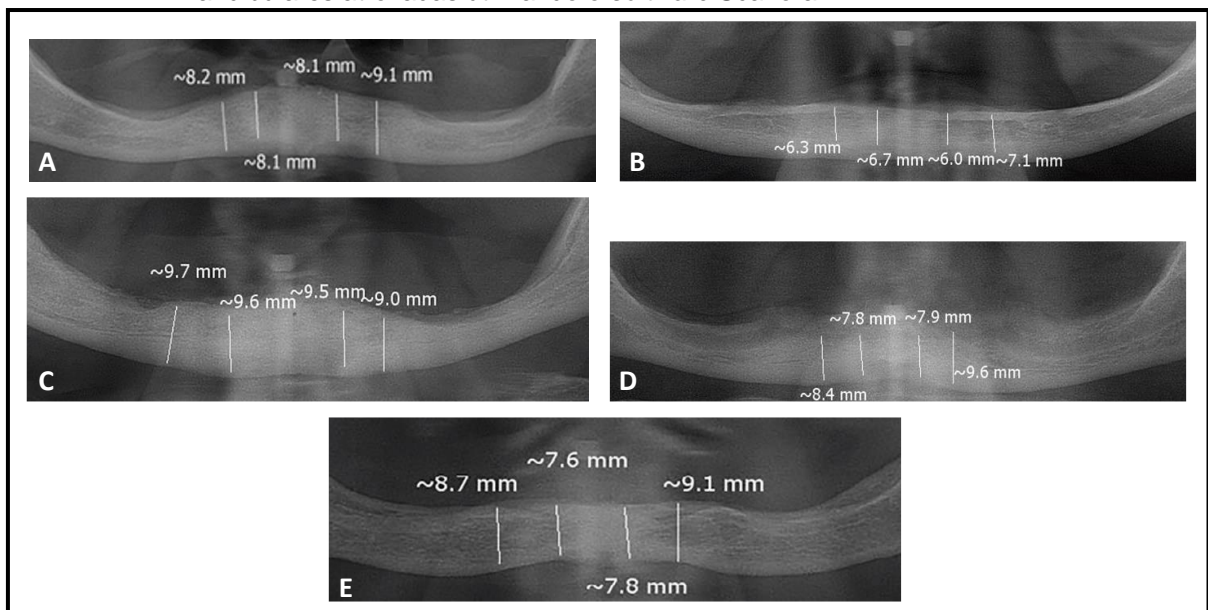 ~8.2 mm
~8.1 mm
~9.1 mm
~8.1 mm
A
~6.3 mm
~6.7 mm
~6.0 mm
~7.1 mm
B
~9.7 mm
~9.6 mm
~9.5 mm
~9.0 mm
C
~7.8 mm
~7.9 mm
~8.4 mm
~9.6 mm
D
~8.7 mm
~7.6 mm
~9.1 mm
~7.8 mm
E